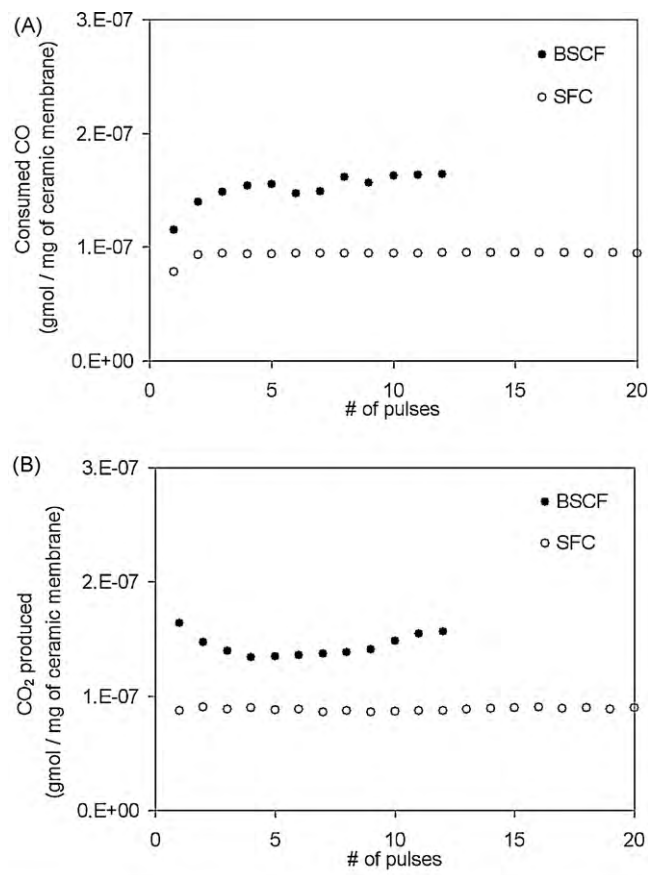 (A)
3.E-07
2.E-07
1.E-07
0.E+00
Consumed CO
(gmol / mg of ceramic membrane)
BSCF
SFC
0 5 10 15 20
# of pulses
(B)
3.E-07
2.E-07
1.E-07
0.E+00
CO₂ produced
(gmol / mg of ceramic membrane)
BSCF
SFC
0 5 10 15 20
# of pulses